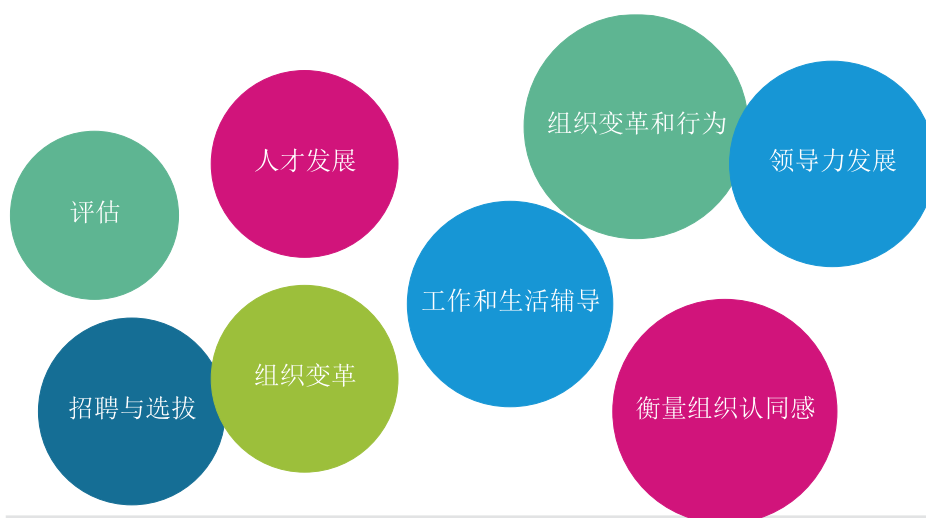 组织变革和行为
人才发展
领导力发展
评估
工作和生活辅导
组织变革
招聘与选拔
衡量组织认同感